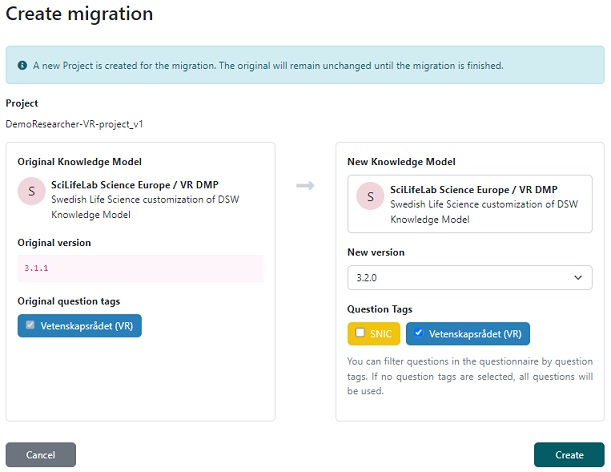 Create migration
A new Project is created for the migration. The original will remain unchanged until the migration is finished.
Project
DemoResearcher-VR-project_v1
Original Knowledge Model
S
SciLifeLab Science Europe / VR DMP
Swedish Life Science customization of DSW
Knowledge Model
Original version
3.1.1
Original question tags
Vetenskapsrådet (VR)
New Knowledge Model
S
SciLifeLab Science Europe / VR DMP
Swedish Life Science customization of DSW
Knowledge Model
New version
3.2.0
Question Tags
SNIC
Vetenskapsrådet (VR)
You can filter questions in the questionnaire by question
tags. If no question tags are selected, all questions will
be used.
Cancel
Create